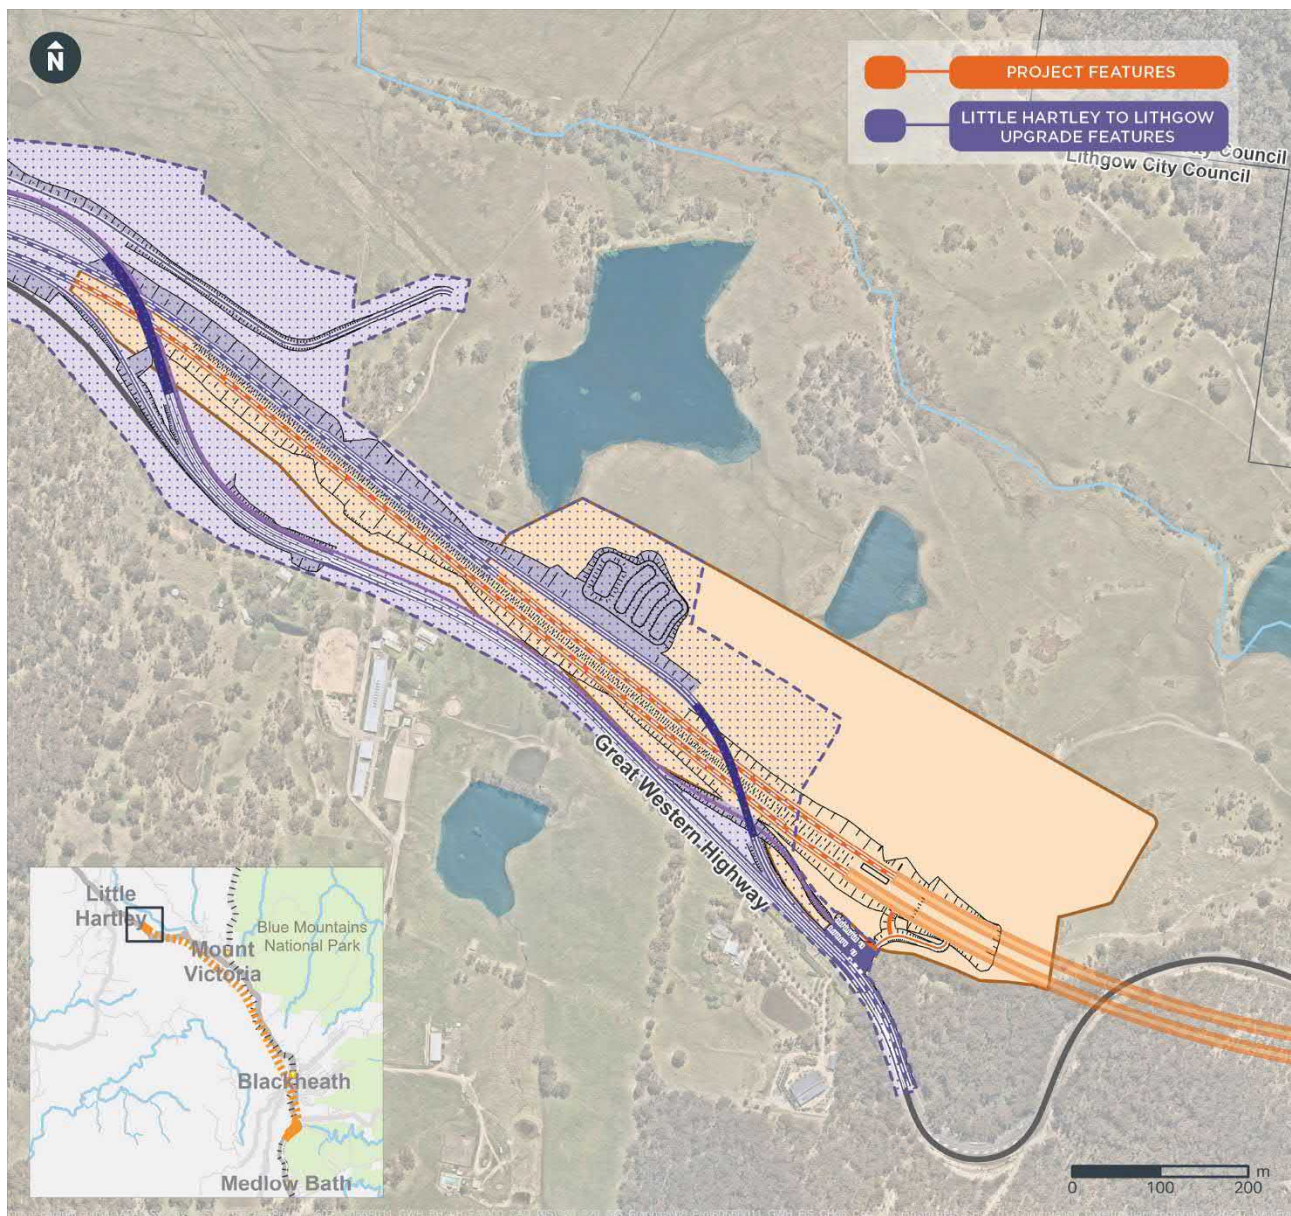 N
PROJECT FEATURES
LITTLE HARTLEY TO LITHGOW
UPGRADE FEATURES
City Council
Lithgow City Council
Great Western Highway
Little
Hartley
Mount
Victoria
Blue Mountains
National Park
Blackheath
Medlow Bath
m
0 100 200